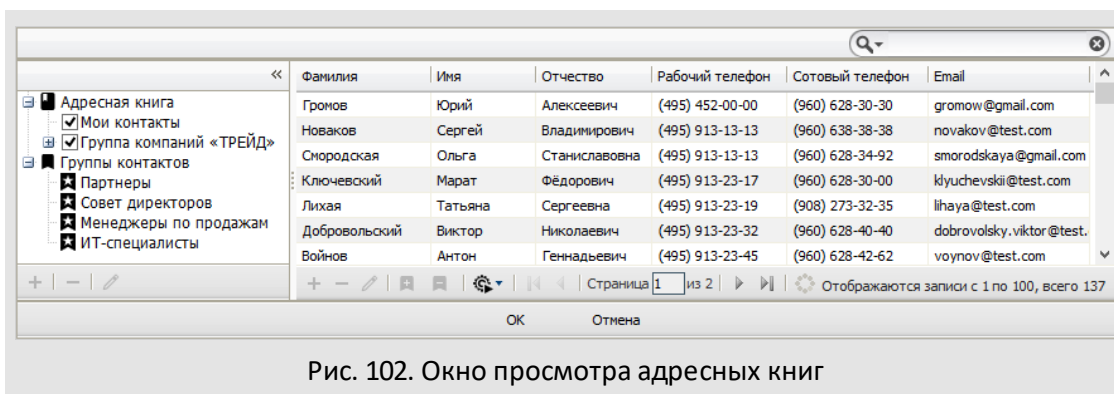 Фамилия Имя Отчество Рабочий телефон Сотовый телефон Email
Адресная книга
Мои контакты
Группа компаний «ТРЕЙД»
Группы контактов
Партнеры
Совет директоров
Менеджеры по продажам
ИТ-специалисты
Громов Юрий Алексеевич (495) 452-00-00 (960) 628-30-30 gromow@gmail.com
Новаков Сергей Владимирович (495) 913-13-13 (960) 638-38-38 novakov@test.com
Смородская Ольга Станиславовна (495) 913-13-13 (960) 628-34-92 smorodskaya@gmail.com
Ключевский Марат Фёдорович (495) 913-23-17 (960) 628-30-00 klyuchevskii@test.com
Лихая Татьяна Сергеевна (495) 913-23-19 (908) 273-32-35 lihaya@test.com
Добровольский Виктор Николаевич (495) 913-23-32 (960) 628-40-40 dobrovolsky.viktor@test.
Войнов Антон Геннадьевич (495) 913-23-45 (960) 628-42-62 voynov@test.com
Страница 1 из 2 Отображаются записи с 1 по 100, всего 137
ОК Отмена
Рис. 102. Окно просмотра адресных книг